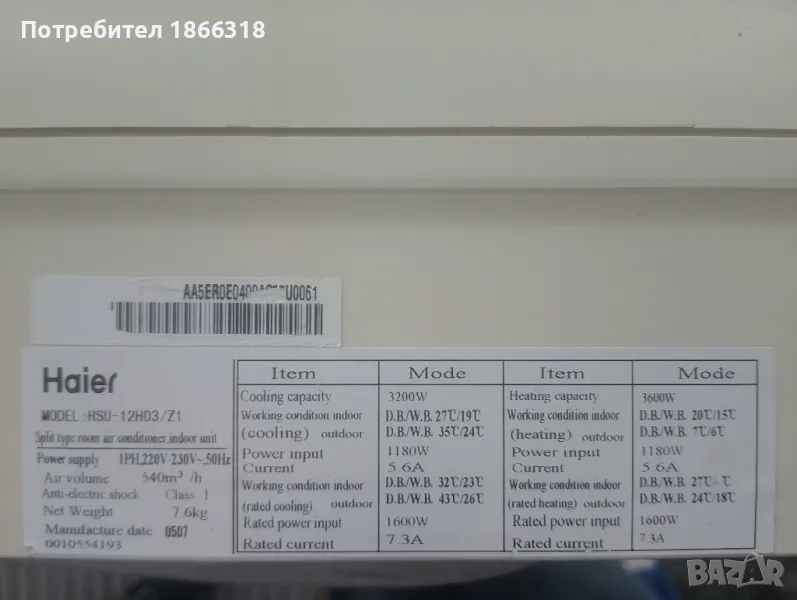 Потребител 1866318
Haier
MODEL :HSU-12H03/Z1
Split type room air conditioner,indoor unit
Power supply 1PH,220V-230V~,50Hz
Air volume 540m³ /h
Anti-electric shock Class I
Net Weight 7.6kg
Manufacture date 0507
0010554193
Item Mode Item Mode
Cooling capacity 3200W Heating capacity 3600W
Working condition indoor D.B./W.B. 27℃/19℃ Working condition indoor D.B./W.B. 20℃/15℃
(cooling) outdoor D.B./W.B. 35℃/24℃ (heating) outdoor D.B./W.B. 7℃/6℃
Power input 1180W Power input 1180W
Current 5.6A Current 5.6A
Working condition indoor D.B./W.B. 32℃/23℃ Working condition indoor D.B./W.B. 27℃/- ℃
(rated cooling) outdoor D.B./W.B. 43℃/26℃ (rated heating) outdoor D.B./W.B. 24℃/18℃
Rated power input 1600W Rated power input 1600W
Rated current 7.3A Rated current 7.3A
BAZAR